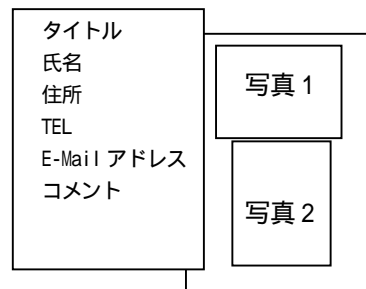 タイトル
氏名
住所
TEL
E-Mail アドレス
コメント
写真 1
写真 2